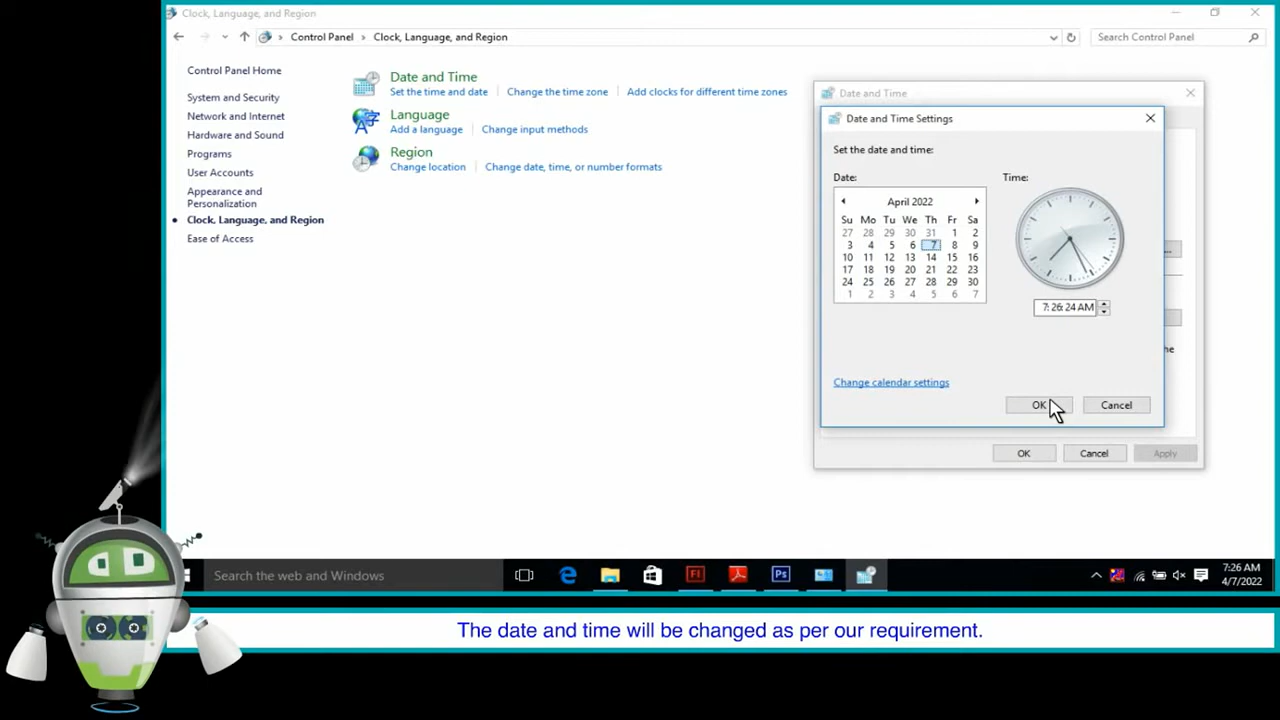 Clock, Language, and Region
Control Panel > Clock, Language, and Region
Search Control Panel
Control Panel Home
System and Security
Network and Internet
Hardware and Sound
Programs
User Accounts
Appearance and
Personalization
Clock, Language, and Region
Ease of Access
Date and Time
Set the time and date Change the time zone Add clocks for different time zones
Language
Add a language Change input methods
Region
Change location Change date, time, or number formats
Date and Time
Date and Time Settings
Set the date and time:
Date: Time:
April 2022
Su Mo Tu We Th Fr Sa
27 28 29 30 31 1 2
3 4 5 6 7 8 9
10 11 12 13 14 15 16
17 18 19 20 21 22 23
24 25 26 27 28 29 30
1 2 3 4 5 6 7
7: 26: 24 AM
...
he
Change calendar settings
OK Cancel
OK Cancel Apply
Search the web and Windows
Fl
Ps
7:26 AM
4/7/2022
The date and time will be changed as per our requirement.